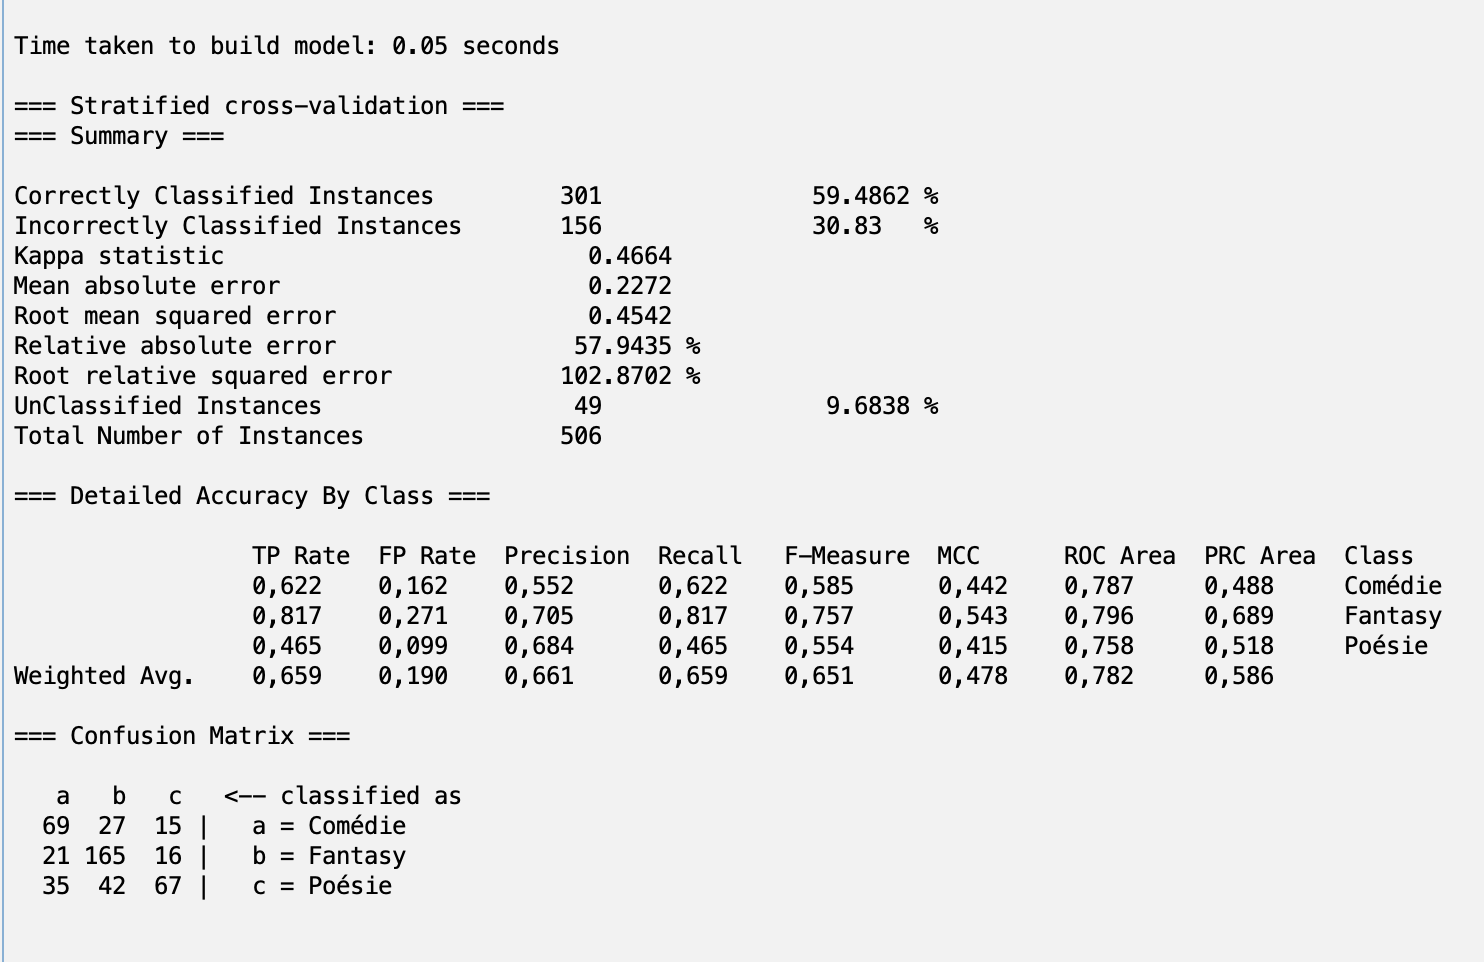 Time taken to build model: 0.05 seconds
=== Stratified cross-validation ===
=== Summary ===
Correctly Classified Instances 301 59.4862 %
Incorrectly Classified Instances 156 30.83 %
Kappa statistic 0.4664
Mean absolute error 0.2272
Root mean squared error 0.4542
Relative absolute error 57.9435 %
Root relative squared error 102.8702 %
UnClassified Instances 49 9.6838 %
Total Number of Instances 506
=== Detailed Accuracy By Class ===
TP Rate FP Rate Precision Recall F-Measure MCC ROC Area PRC Area Class
0,622 0,162 0,552 0,622 0,585 0,442 0,787 0,488 Comédie
0,817 0,271 0,705 0,817 0,757 0,543 0,796 0,689 Fantasy
0,465 0,099 0,684 0,465 0,554 0,415 0,758 0,518 Poésie
Weighted Avg. 0,659 0,190 0,661 0,659 0,651 0,478 0,782 0,586
=== Confusion Matrix ===
a b c <-- classified as
69 27 15 | a = Comédie
21 165 16 | b = Fantasy
35 42 67 | c = Poésie